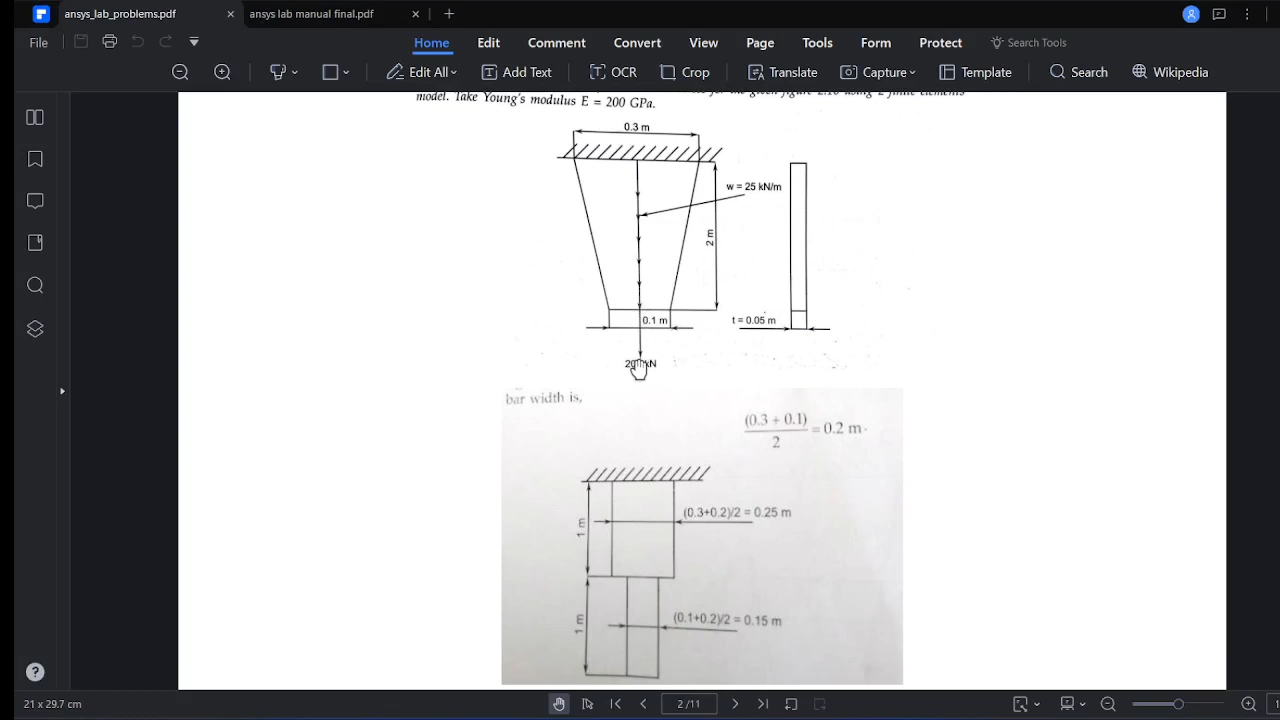 ansys_lab_problems.pdf
ansys lab manual final.pdf
File
Home
Edit
Comment
Convert
View
Page
Tools
Form
Protect
Search Tools
Edit All
Add Text
OCR
Crop
Translate
Capture
Template
Search
Wikipedia
model. Take Young's modulus E = 200 GPa.
0.3 m
w = 25 kN/m
2 m
0.1 m
t = 0.05 m
bar width is,
(0.3 + 0.1)
2
= 0.2 m.
(0.3+0.2)/2 = 0.25 m
1 m
(0.1+0.2)/2 = 0.15 m
1 m
21 x 29.7 cm
2 /11